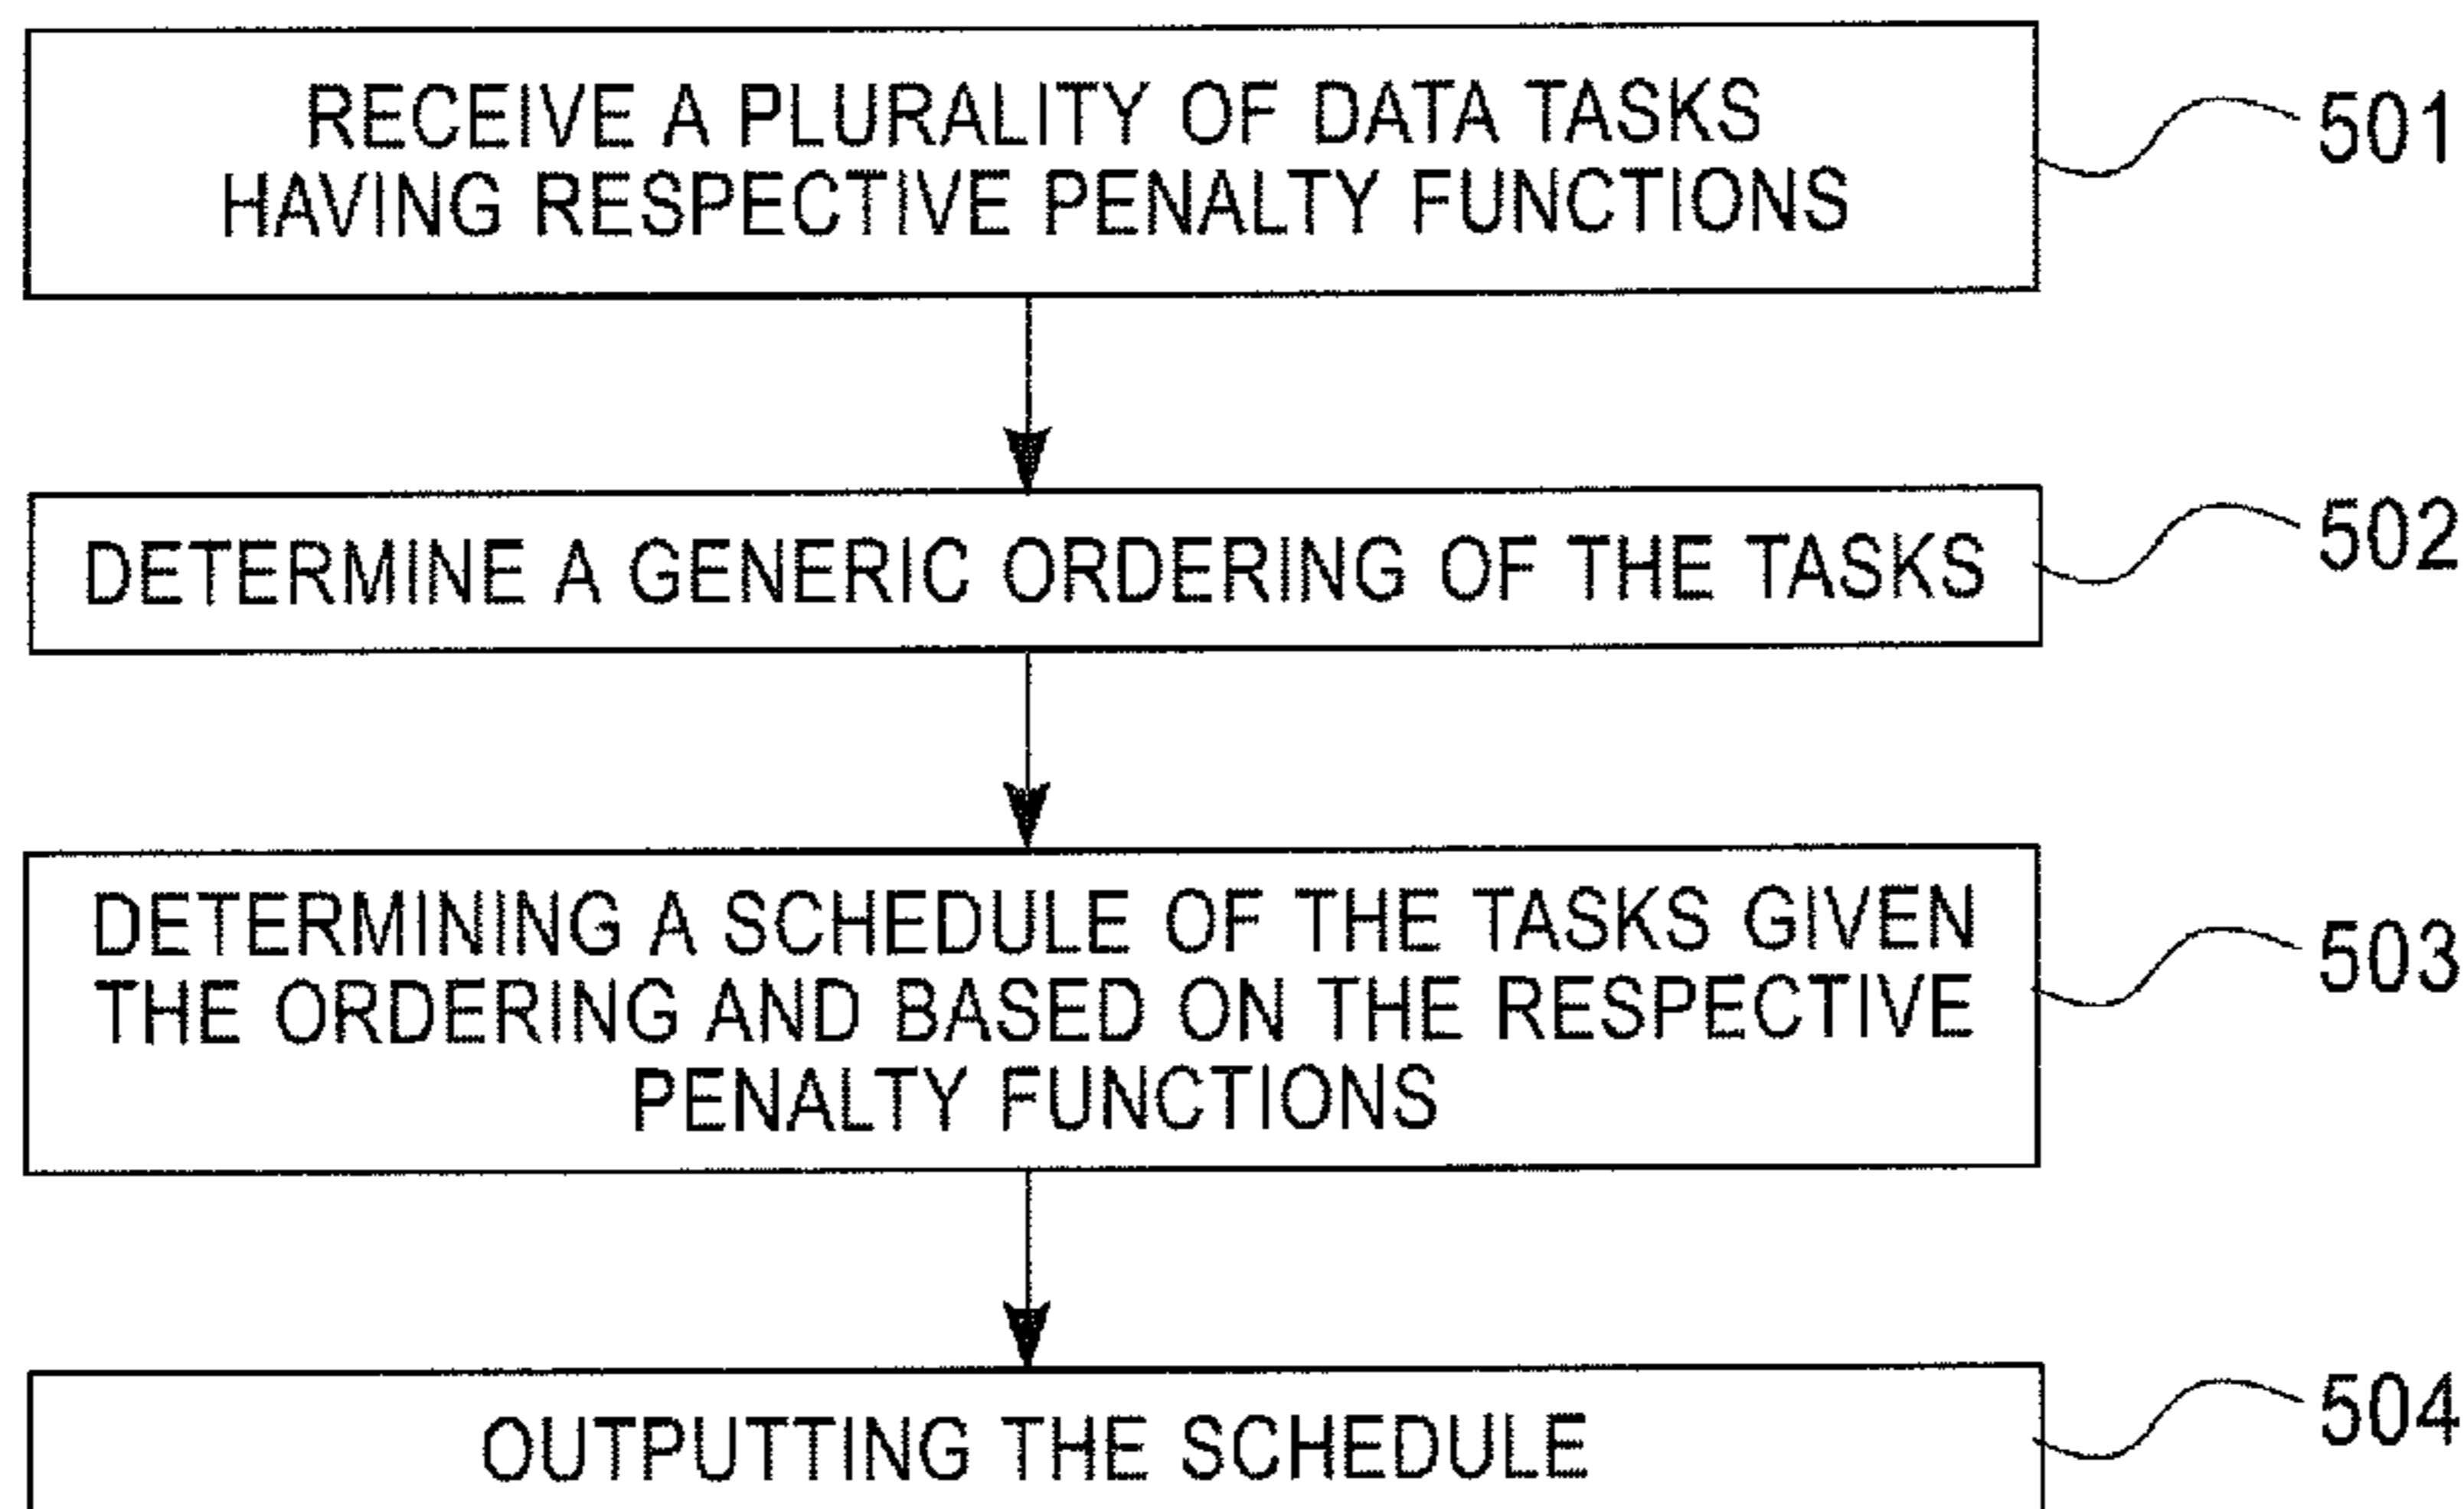 RECEIVE A PLURALITY OF DATA TASKS
HAVING RESPECTIVE PENALTY FUNCTIONS
501
DETERMINE A GENERIC ORDERING OF THE TASKS
502
DETERMINING A SCHEDULE OF THE TASKS GIVEN
THE ORDERING AND BASED ON THE RESPECTIVE
PENALTY FUNCTIONS
503
OUTPUTTING THE SCHEDULE
504